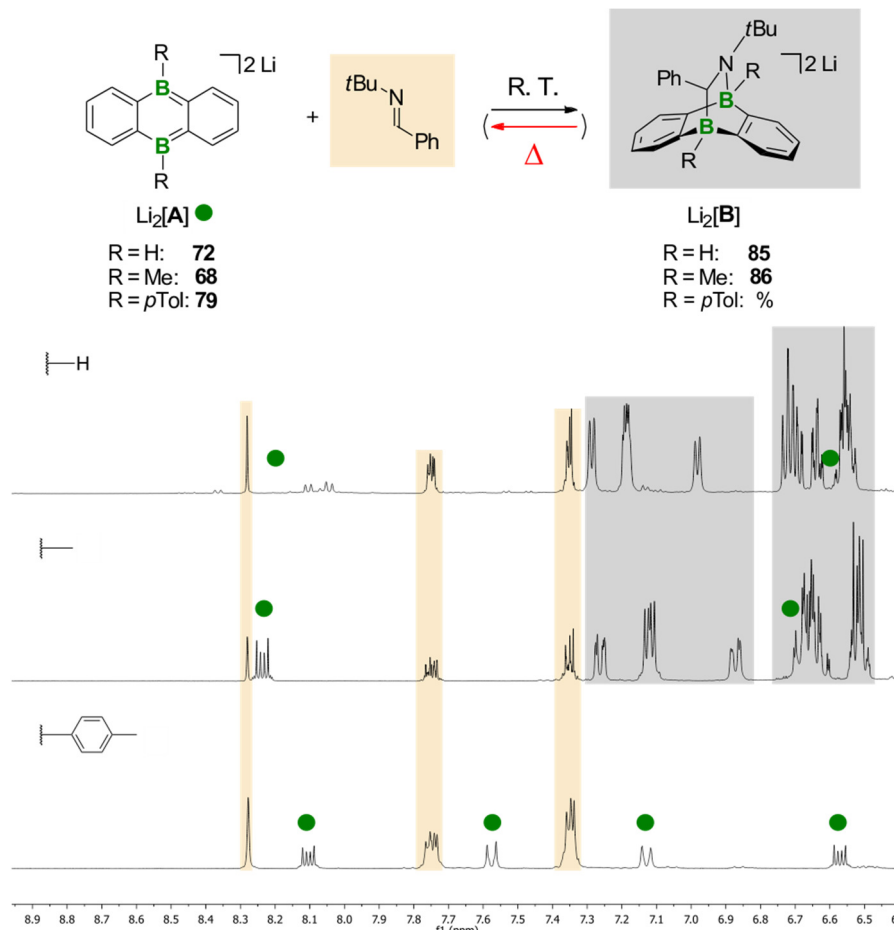 R
⁠]2 Li
B
B
R
+
tBu
N
Ph
R. T.
( )
Δ
tBu
N
Ph
R
B
B
R
]2 Li
Li2[A]
R = H: 72
R = Me: 68
R = pTol: 79
Li2[B]
R = H: 85
R = Me: 86
R = pTol: %
H
8.9 8.8 8.7 8.6 8.5 8.4 8.3 8.2 8.1 8.0 7.9 7.8 7.7 7.6 7.5 7.4 7.3 7.2 7.1 7.0 6.9 6.8 6.7 6.6 6.5
f1 (ppm)